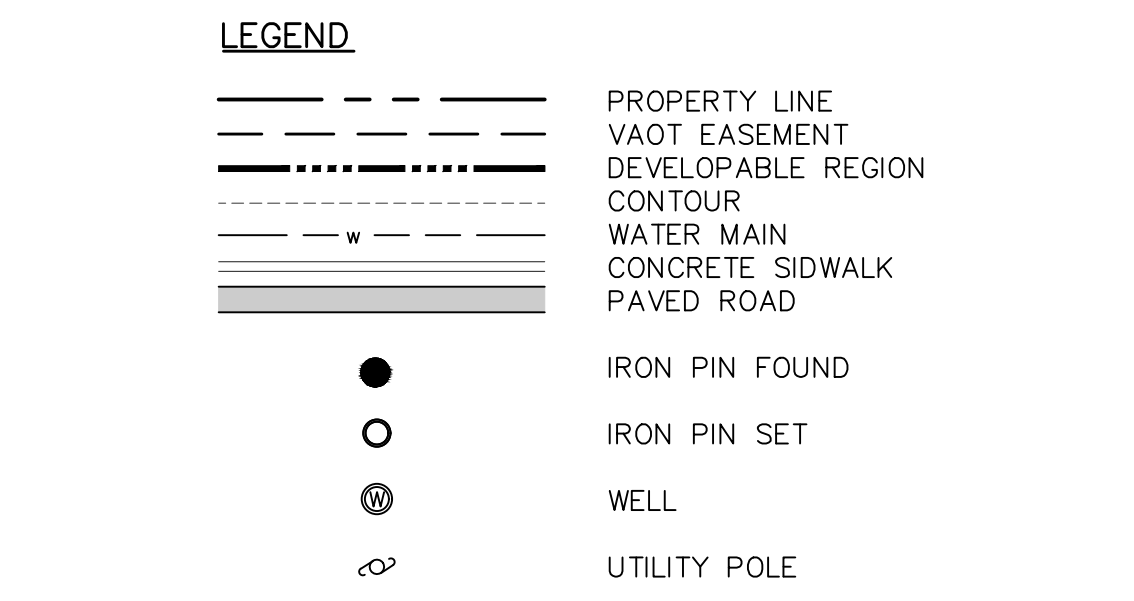 LEGEND
PROPERTY LINE
VAOT EASEMENT
DEVELOPABLE REGION
CONTOUR
W WATER MAIN
CONCRETE SIDWALK
PAVED ROAD
IRON PIN FOUND
IRON PIN SET
W WELL
UTILITY POLE